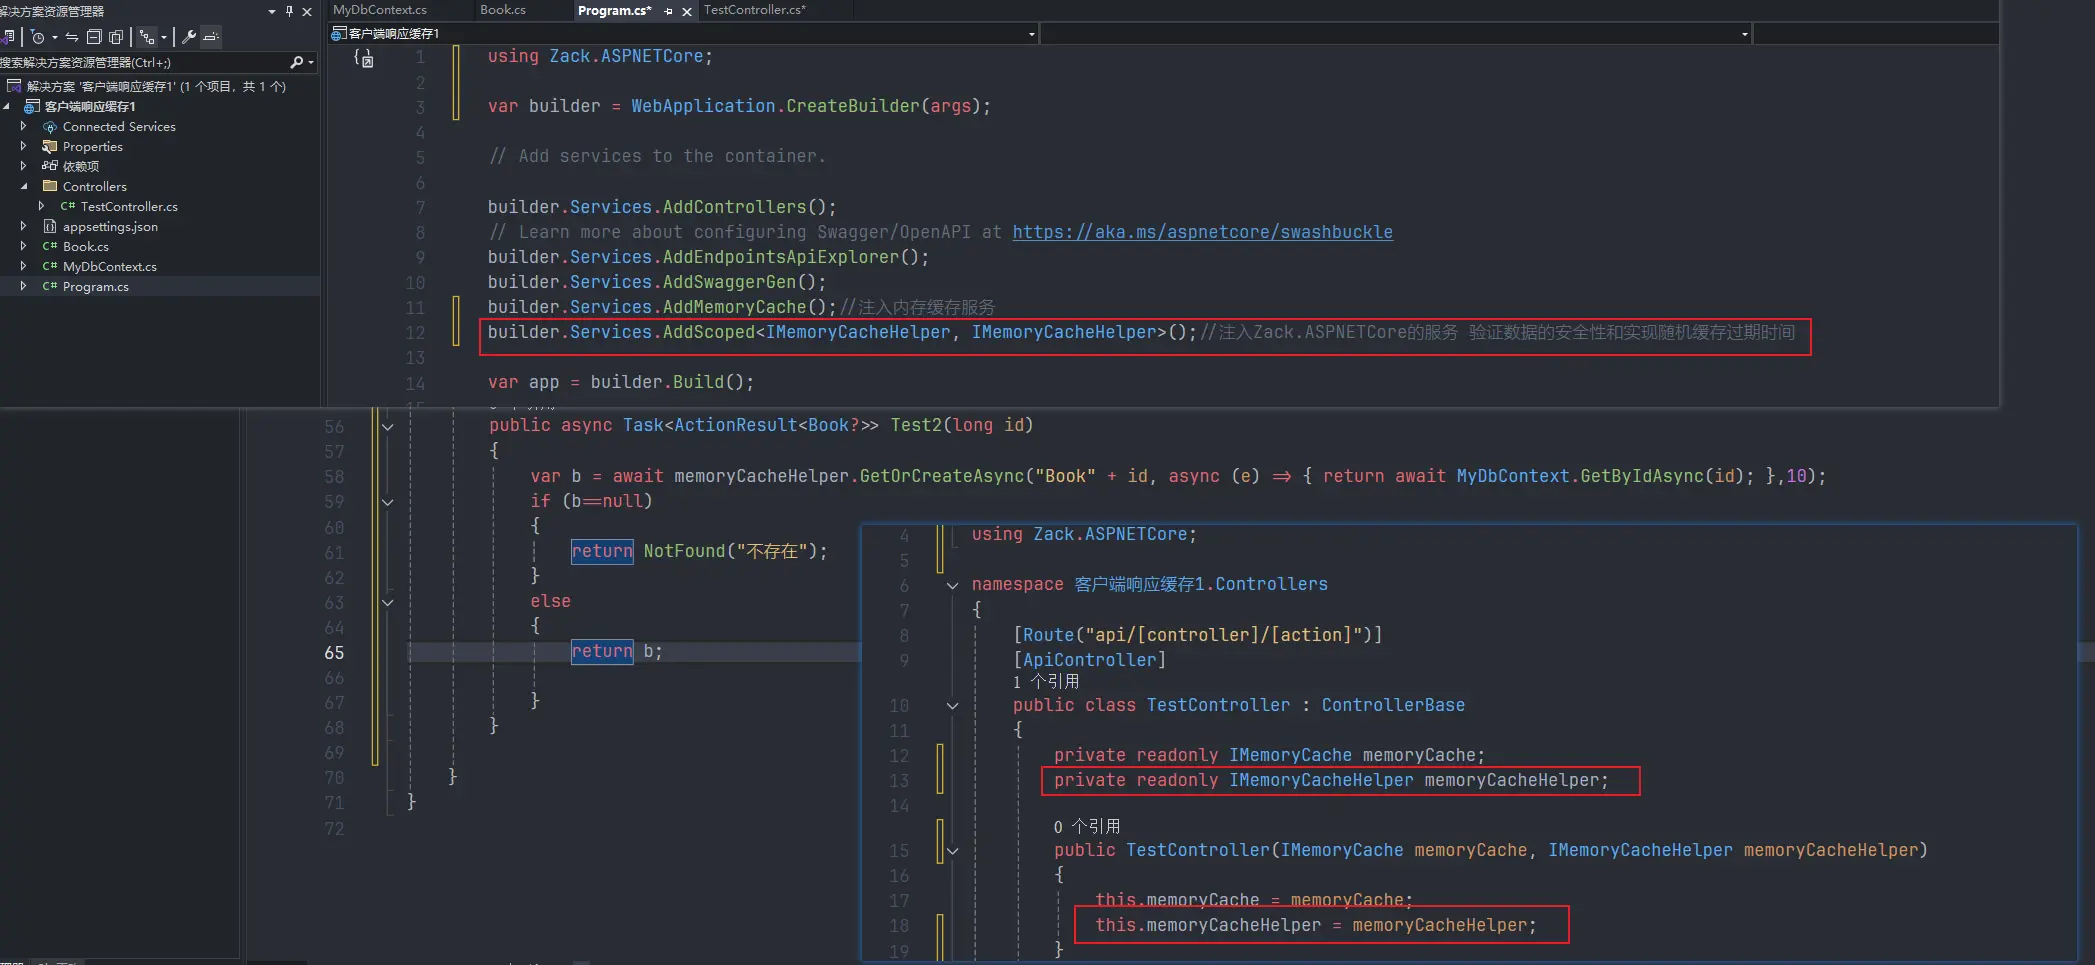 解决方案资源管理器
搜索解决方案资源管理器(Ctrl+;)
解决方案 '客户端响应缓存1' (1 个项目, 共 1 个)
客户端响应缓存1
Connected Services
Properties
依赖项
Controllers
C# TestController.cs
appsettings.json
C# Book.cs
C# MyDbContext.cs
C# Program.cs
MyDbContext.cs
Book.cs
Program.cs*
TestController.cs*
客户端响应缓存1
1 using Zack.ASPNETCore;
2
3 var builder = WebApplication.CreateBuilder(args);
4
5 // Add services to the container.
6
7 builder.Services.AddControllers();
8 // Learn more about configuring Swagger/OpenAPI at https://aka.ms/aspnetcore/swashbuckle
9 builder.Services.AddEndpointsApiExplorer();
10 builder.Services.AddSwaggerGen();
11 builder.Services.AddMemoryCache();//注入内存缓存服务
12 builder.Services.AddScoped<IMemoryCacheHelper, IMemoryCacheHelper>();//注入Zack.ASPNETCore的服务 验证数据的安全性和实现随机缓存过期时间
13
14 var app = builder.Build();
56 public async Task<ActionResult<Book?>> Test2(long id)
57 {
58 var b = await memoryCacheHelper.GetOrCreateAsync("Book" + id, async (e) => { return await MyDbContext.GetByIdAsync(id); },10);
59 if (b==null)
60 {
61 return NotFound("不存在");
62 }
63 else
64 {
65 return b;
66
67 }
68 }
69
70 }
71 }
72
4 using Zack.ASPNETCore;
5
6 namespace 客户端响应缓存1.Controllers
7 {
8 [Route("api/[controller]/[action]")]
9 [ApiController]
1 个引用
10 public class TestController : ControllerBase
11 {
12 private readonly IMemoryCache memoryCache;
13 private readonly IMemoryCacheHelper memoryCacheHelper;
14
0 个引用
15 public TestController(IMemoryCache memoryCache, IMemoryCacheHelper memoryCacheHelper)
16 {
17 this.memoryCache = memoryCache;
18 this.memoryCacheHelper = memoryCacheHelper;
19 }